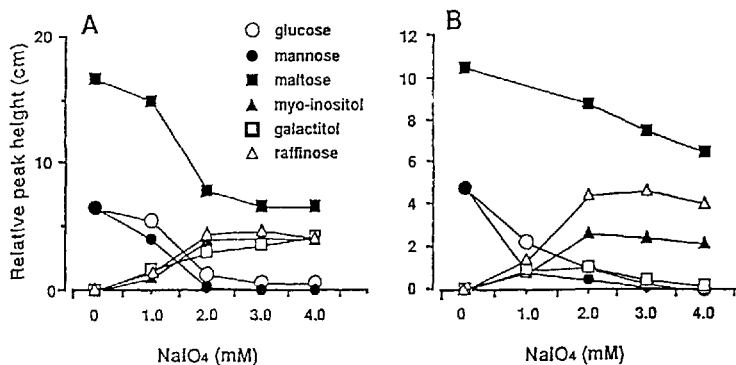 A
B
Relative peak height (cm)
20
10
0
glucose
mannose
maltose
myo-inositol
galactitol
raffinose
0 1.0 2.0 3.0 4.0
NaIO4 (mM)
12
10
8
6
4
2
0
0 1.0 2.0 3.0 4.0
NaIO4 (mM)